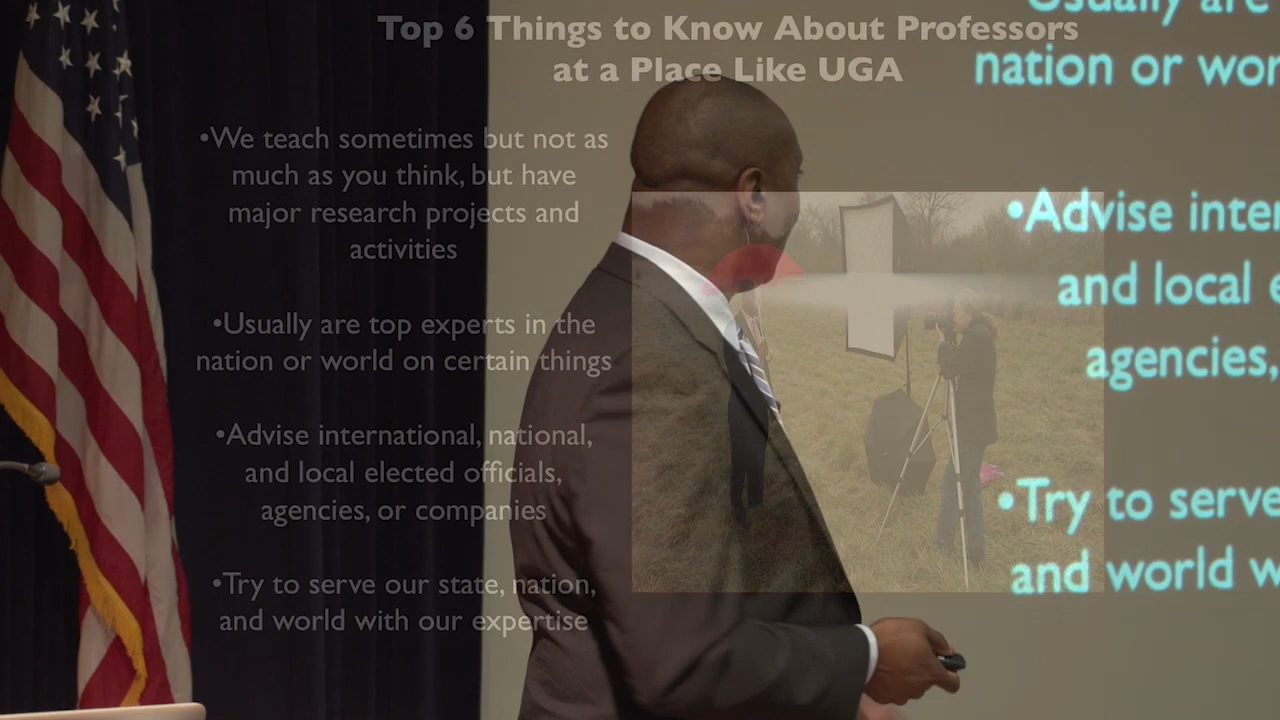 Top 6 Things to Know About Professors
at a Place Like UGA
•We teach sometimes but not as
much as you think, but have
major research projects and
activities
•Usually are top experts in the
nation or world on certain things
•Advise international, national,
and local elected officials,
agencies, or companies
•Try to serve our state, nation,
and world with our expertise
Usually are
nation or wor
•Advise inter
and local e
agencies,
•Try to serve
and world w